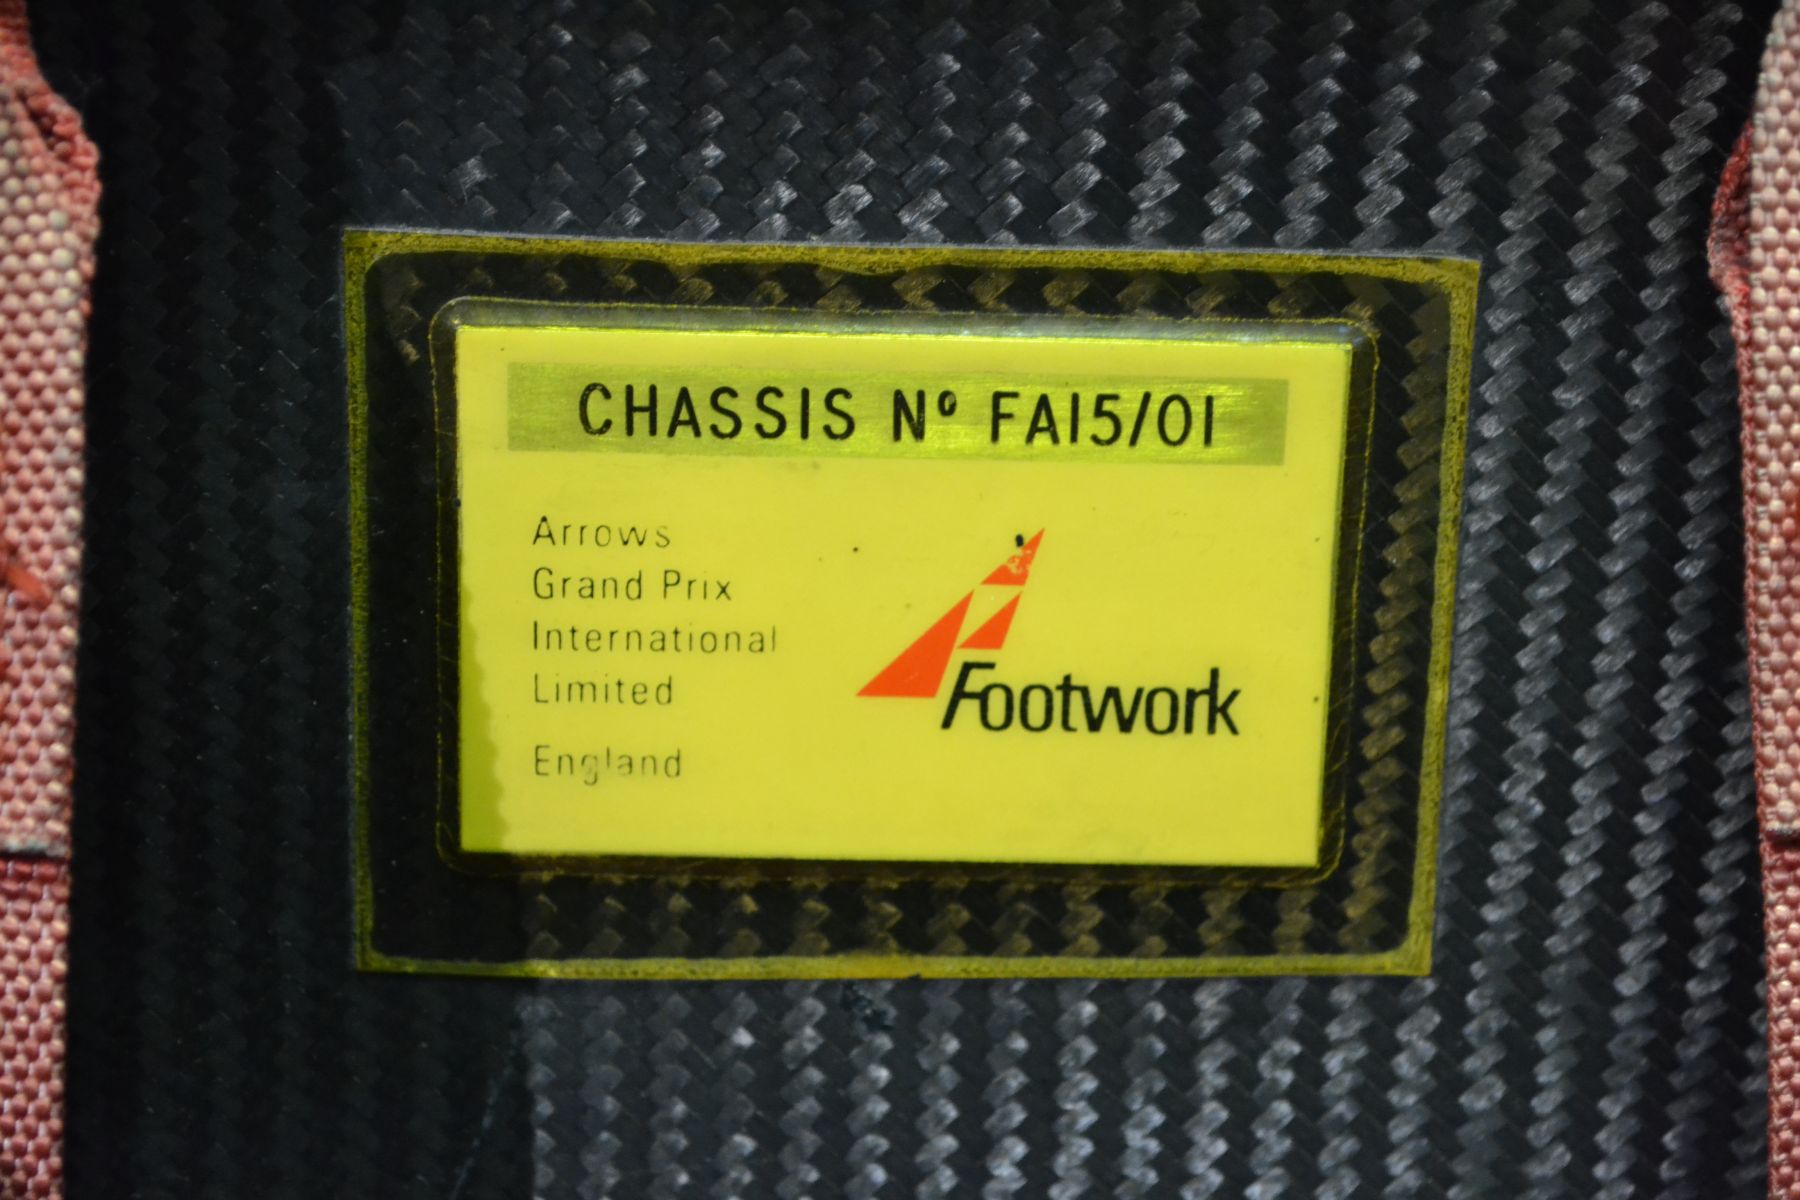 CHASSIS Nº FA15/01
Arrows
Grand Prix
International
Limited
England
Footwork